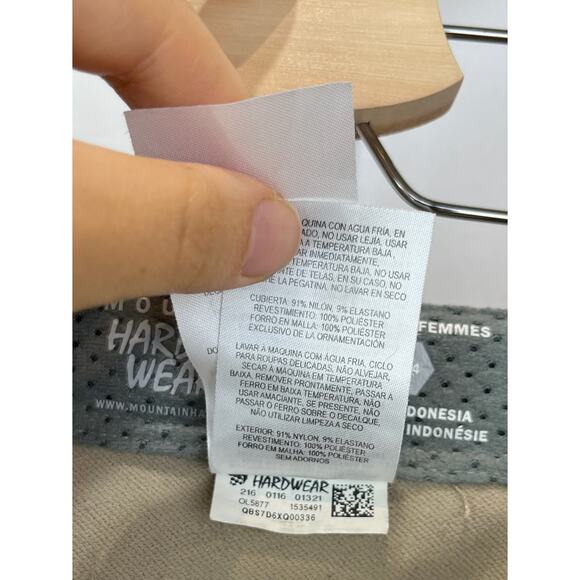 QUINA CON AGUA FRÍA, EN
ADO, NO USAR LEJÍA, USAR
A A TEMPERATURA BAJA,
AR INMEDIATAMENTE,
TEMPERATURA BAJA, NO USAR
NTE DE TELAS, EN SU CASO, NO
E LA PEGATINA, NO LAVAR EN SECO
CUBIERTA: 91% NILÓN, 9% ELASTANO
REVESTIMIENTO: 100% POLIÉSTER
FORRO EN MALLA: 100% POLIÉSTER
EXCLUSIVO DE LA ORNAMENTACIÓN
LAVAR À MAQUINA COM ÁGUA FRIA, CICLO
PARA ROUPAS DELICADAS, NÃO ALVEJAR,
SECAR À MÁQUINA EM TEMPERATURA
BAIXA, REMOVER PRONTAMENTE, PASSAR A
FERRO EM BAIXA TEMPERATURA, NÃO
USAR AMACIANTE, SE PRESENTE, NÃO
PASSAR O FERRO SOBRE O DECALQUE,
NÃO UTILIZAR LIMPEZA A SECO
EXTERIOR: 91% NYLON, 9% ELASTANO
REVESTIMENTO: 100% POLIÉSTER
FORRO EM MALHA: 100% POLIÉSTER
SEM ADORNOS
HARDWEAR
216 0116 01321
OL5877 1535491
QBS7D6XQ00336
MOU
HARD
WEAR
WWW.MOUNTAINHA
FEMMES
4
DONESIA
INDONÉSIE